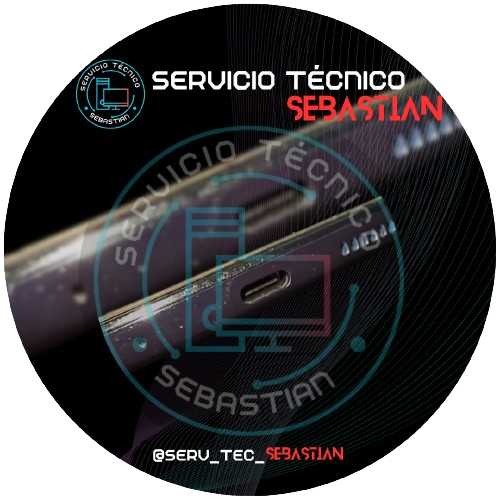 SERVICIO TÉCNICO
SEBASTIAN
SERVICIO TÉCNICO
SEBASTIAN
SERVICIO TÉCNICO
SEBASTIAN
@SERV_TEC_SEBASTIAN